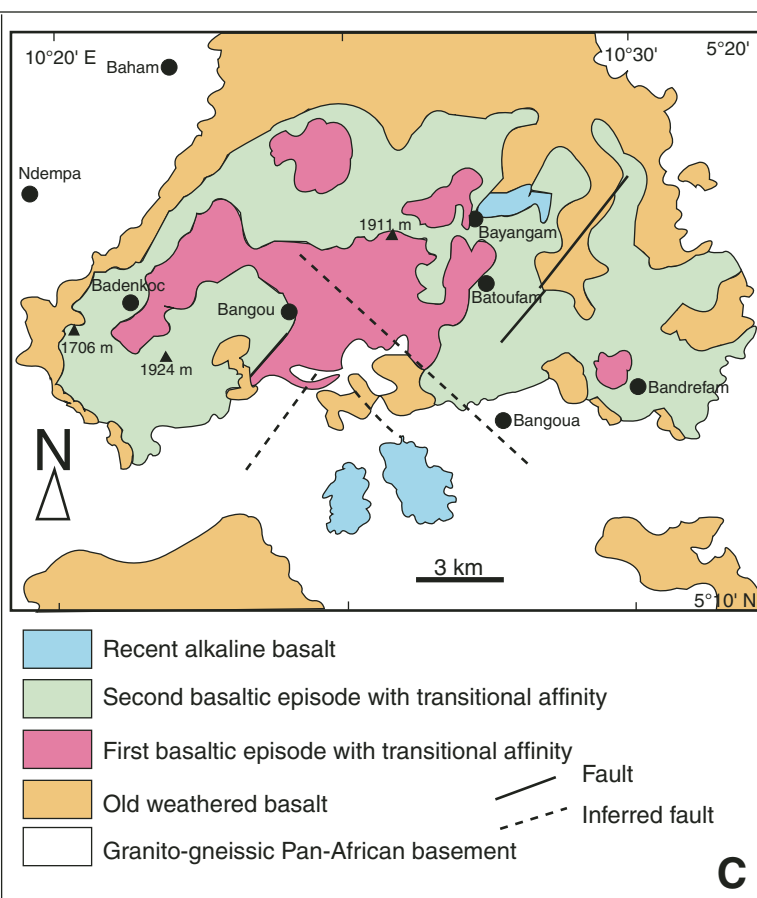 10°20' E
10°30'
5°20'
Baham
Ndempa
1911 m
Bayangam
Badenkoc
Batoufam
Bangou
1706 m
1924 m
Bandrefam
Bangoua
N
3 km
5°10' N
Recent alkaline basalt
Second basaltic episode with transitional affinity
First basaltic episode with transitional affinity
Fault
Old weathered basalt
Inferred fault
Granito-gneissic Pan-African basement
C